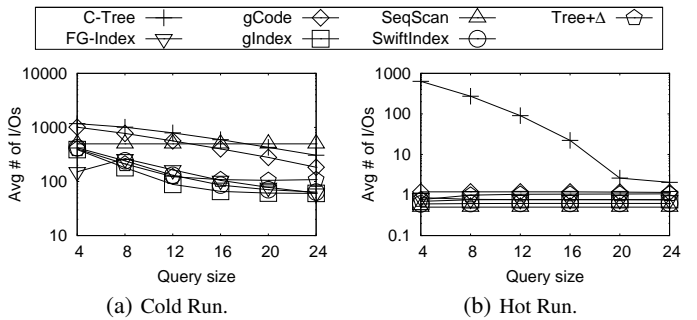 C-Tree gCode SeqScan Tree+Δ
FG-Index gIndex SwiftIndex
10000
1000
100
10
Avg # of I/Os
4 8 12 16 20 24
Query size
(a) Cold Run.
1000
100
10
1
0.1
Avg # of I/Os
4 8 12 16 20 24
Query size
(b) Hot Run.